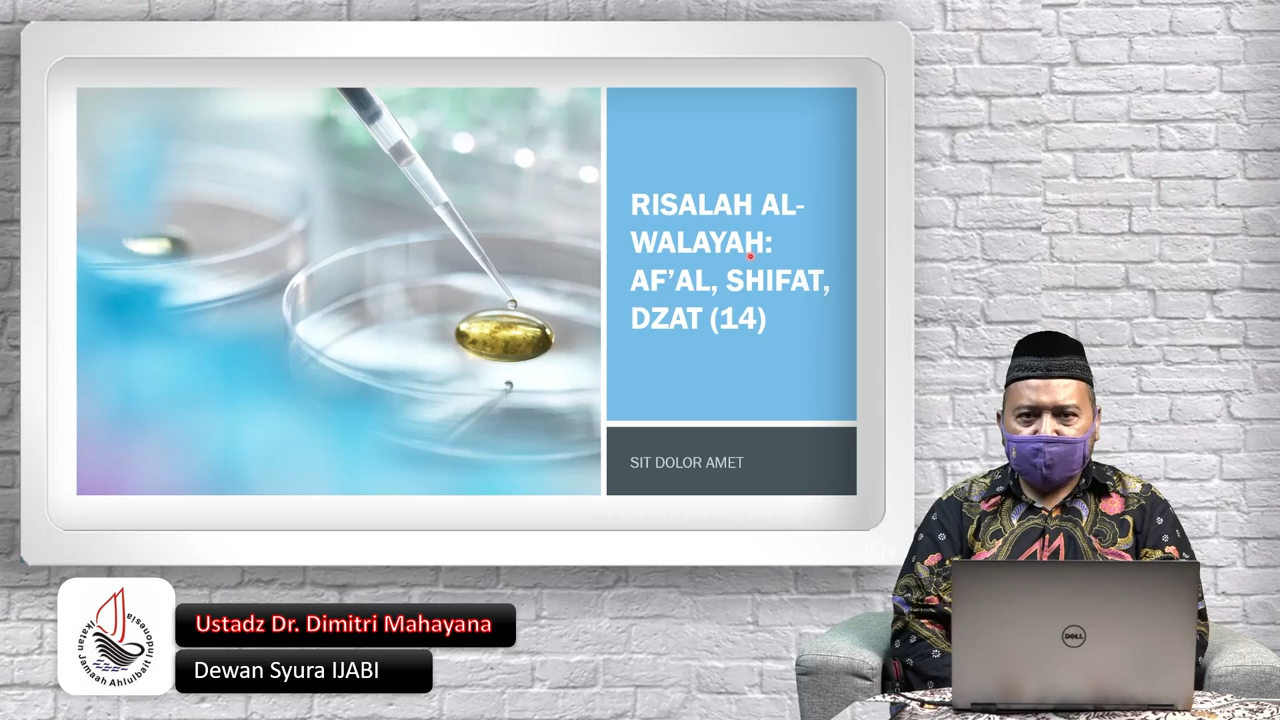 RISALAH AL-
WALAYAH:
AF’AL, SHIFAT,
DZAT (14)
SIT DOLOR AMET
Ikatan Jamaah Ahlulbait Indonesia
Ustadz Dr. Dimitri Mahayana
Dewan Syura IJABI
DELL